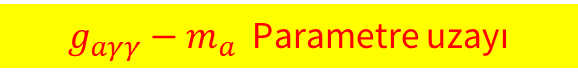 g_{aγγ} − m_a Parametre uzayı